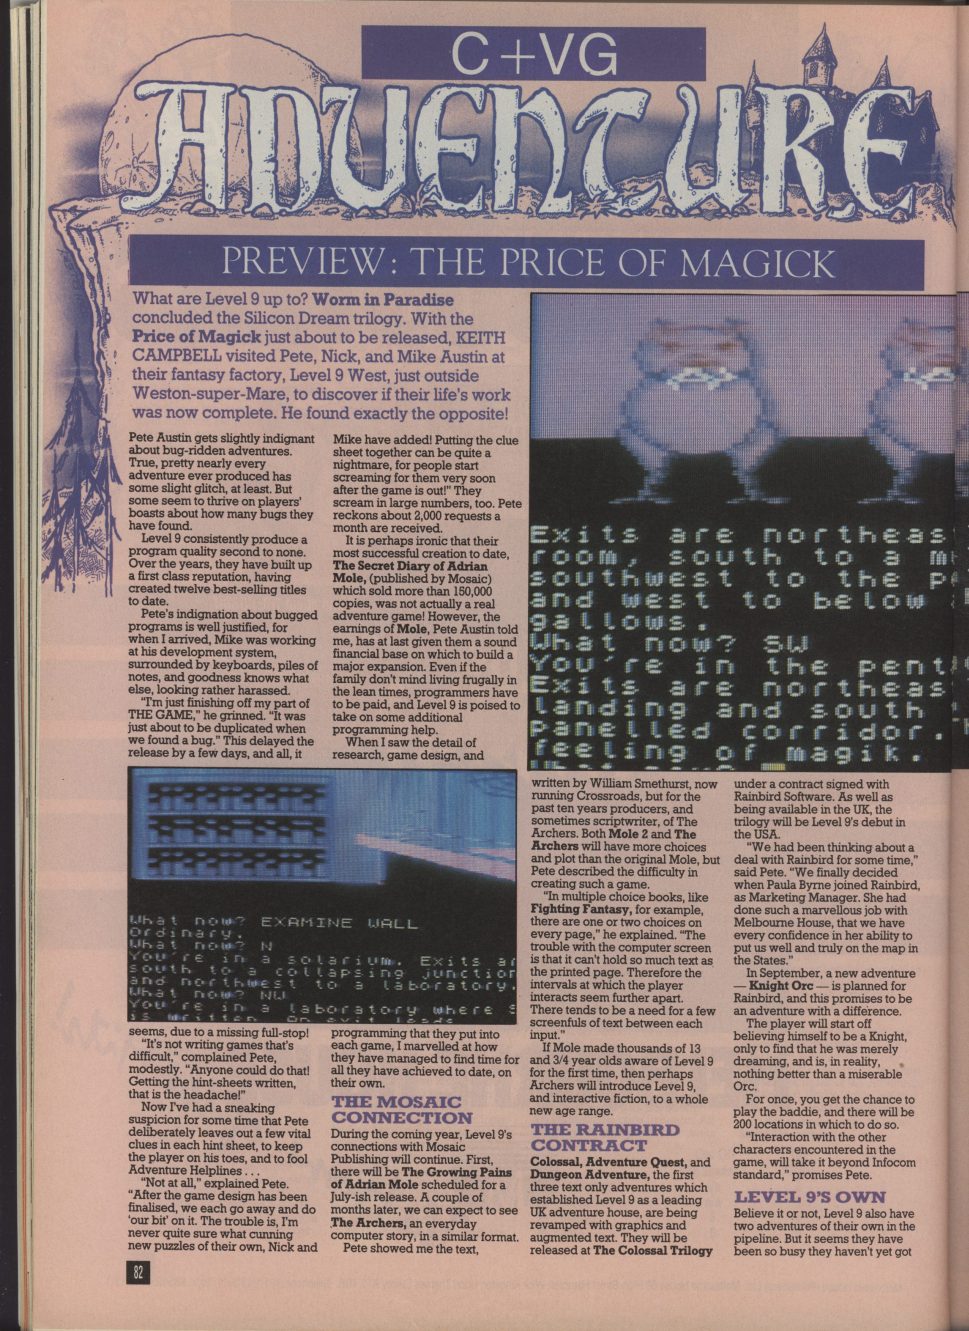 C+VG
ADVENTURE
PREVIEW: THE PRICE OF MAGICK
What are Level 9 up to? Worm in Paradise
concluded the Silicon Dream trilogy. With the
Price of Magick just about to be released, KEITH
CAMPBELL visited Pete, Nick, and Mike Austin at
their fantasy factory, Level 9 West, just outside
Weston-super-Mare, to discover if their life's work
was now complete. He found exactly the opposite!
Pete Austin gets slightly indignant
about bug-ridden adventures.
True, pretty nearly every
adventure ever produced has
some slight glitch, at least. But
some seem to thrive on players'
boasts about how many bugs they
have found.
Level 9 consistently produce a
program quality second to none.
Over the years, they have built up
a first class reputation, having
created twelve best-selling titles
to date.
Pete's indignation about bugged
programs is well justified, for
when I arrived, Mike was working
at his development system,
surrounded by keyboards, piles of
notes, and goodness knows what
else, looking rather harassed.
"I'm just finishing off my part of
THE GAME," he grinned. "It was
just about to be duplicated when
we found a bug." This delayed the
release by a few days, and all, it
What now? EXAMINE WALL
Ordinary.
What now? N
You're in a solarium. Exits ar
south to a collapsing junction
and northwest to a laboratory.
What now? NW
You're in a laboratory where s
is written. An exit leads
seems, due to a missing full-stop!
"It's not writing games that's
difficult," complained Pete,
modestly. "Anyone could do that!
Getting the hint-sheets written,
that is the headache!"
Now I've had a sneaking
suspicion for some time that Pete
deliberately leaves out a few vital
clues in each hint sheet, to keep
the player on his toes, and to fool
Adventure Helplines . . .
"Not at all," explained Pete.
"After the game design has been
finalised, we each go away and do
'our bit' on it. The trouble is, I'm
never quite sure what cunning
new puzzles of their own, Nick and
Mike have added! Putting the clue
sheet together can be quite a
nightmare, for people start
screaming for them very soon
after the game is out!" They
scream in large numbers, too. Pete
reckons about 2,000 requests a
month are received.
It is perhaps ironic that their
most successful creation to date,
The Secret Diary of Adrian
Mole, (published by Mosaic)
which sold more than 150,000
copies, was not actually a real
adventure game! However, the
earnings of Mole, Pete Austin told
me, has at last given them a sound
financial base on which to build a
major expansion. Even if the
family don't mind living frugally in
the lean times, programmers have
to be paid, and Level 9 is poised to
take on some additional
programming help.
When I saw the detail of
research, game design, and
programming that they put into
each game, I marvelled at how
they have managed to find time for
all they have achieved to date, on
their own.
THE MOSAIC
CONNECTION
During the coming year, Level 9's
connections with Mosaic
Publishing will continue. First,
there will be The Growing Pains
of Adrian Mole scheduled for a
July-ish release. A couple of
months later, we can expect to see
The Archers, an everyday
computer story, in a similar format.
Pete showed me the text,
Exits are northeas
room, south to a m
southwest to the pe
and west to below
gallows.
What now? SW
You're in the pent
Exits are northeas
landing and south
panelled corridor.
feeling of magik.
written by William Smethurst, now
running Crossroads, but for the
past ten years producers, and
sometimes scriptwriter, of The
Archers. Both Mole 2 and The
Archers will have more choices
and plot than the original Mole, but
Pete described the difficulty in
creating such a game.
"In multiple choice books, like
Fighting Fantasy, for example,
there are one or two choices on
every page," he explained. "The
trouble with the computer screen
is that it can't hold so much text as
the printed page. Therefore the
intervals at which the player
interacts seem further apart.
There tends to be a need for a few
screenfuls of text between each
input."
If Mole made thousands of 13
and 3/4 year olds aware of Level 9
for the first time, then perhaps
Archers will introduce Level 9,
and interactive fiction, to a whole
new age range.
THE RAINBIRD
CONTRACT
Colossal, Adventure Quest, and
Dungeon Adventure, the first
three text only adventures which
established Level 9 as a leading
UK adventure house, are being
revamped with graphics and
augmented text. They will be
released at The Colossal Trilogy
under a contract signed with
Rainbird Software. As well as
being available in the UK, the
trilogy will be Level 9's debut in
the USA.
"We had been thinking about a
deal with Rainbird for some time,"
said Pete. "We finally decided
when Paula Byrne joined Rainbird,
as Marketing Manager. She had
done such a marvellous job with
Melbourne House, that we have
every confidence in her ability to
put us well and truly on the map in
the States."
In September, a new adventure
— Knight Orc — is planned for
Rainbird, and this promises to be
an adventure with a difference.
The player will start off
believing himself to be a Knight,
only to find that he was merely
dreaming, and is, in reality,
nothing better than a miserable
Orc.
For once, you get the chance to
play the baddie, and there will be
200 locations in which to do so.
"Interaction with the other
characters encountered in the
game, will take it beyond Infocom
standard," promises Pete.
LEVEL 9'S OWN
Believe it or not, Level 9 also have
two adventures of their own in the
pipeline. But it seems they have
been so busy they haven't yet got
82